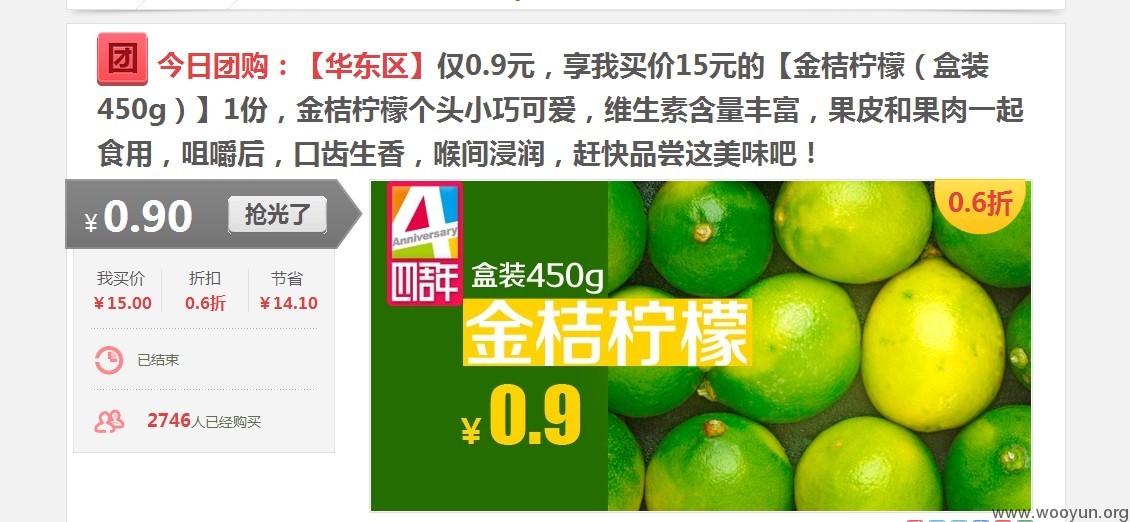 团 今日团购：【华东区】仅0.9元，享我买价15元的【金桔柠檬（盒装
450g）】1份，金桔柠檬个头小巧可爱，维生素含量丰富，果皮和果肉一起
食用，咀嚼后，口齿生香，喉间浸润，赶快品尝这美味吧！
¥0.90 抢光了
我买价 折扣 节省
¥15.00 0.6折 ¥14.10
已结束
2746人已经购买
4
Anniversary
四周年
盒装450g
金桔柠檬
¥0.9
0.6折
www.wooyun.org